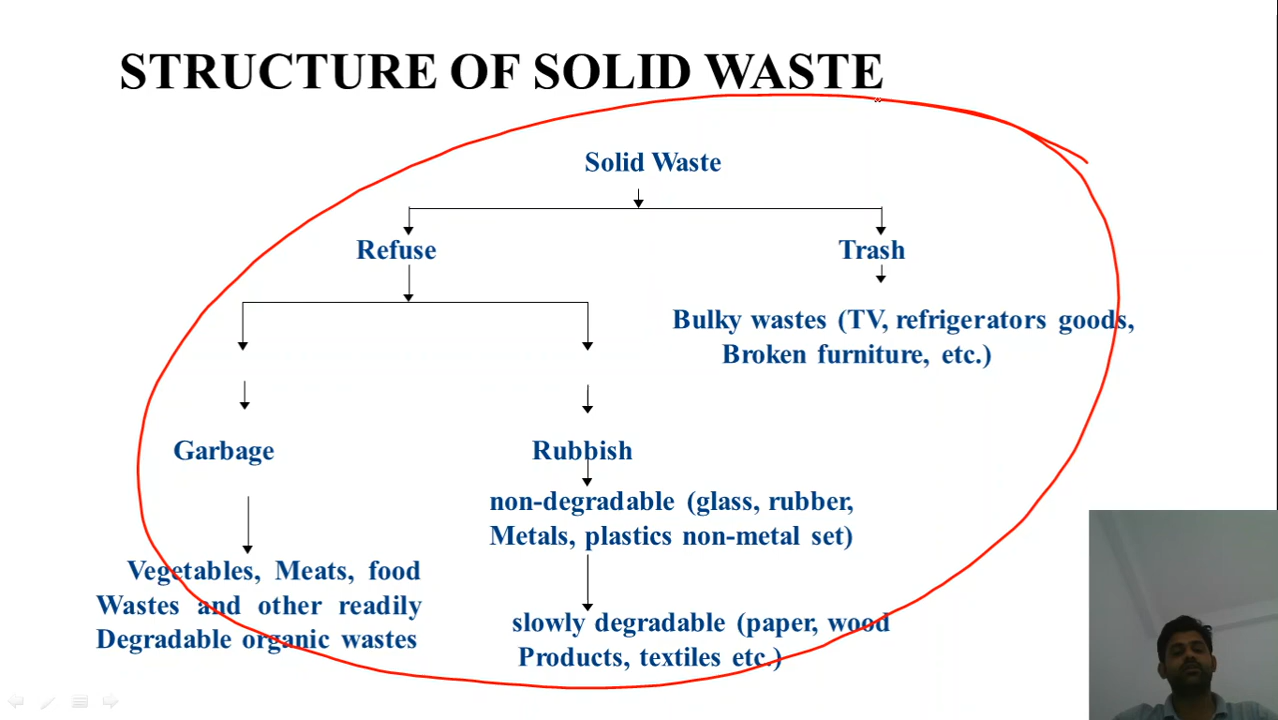 STRUCTURE OF SOLID WASTE
Solid Waste
Refuse
Trash
Bulky wastes (TV, refrigerators goods,
Broken furniture, etc.)
Garbage
Rubbish
non-degradable (glass, rubber,
Metals, plastics non-metal set)
Vegetables, Meats, food
Wastes and other readily
Degradable organic wastes
slowly degradable (paper, wood
Products, textiles etc.)